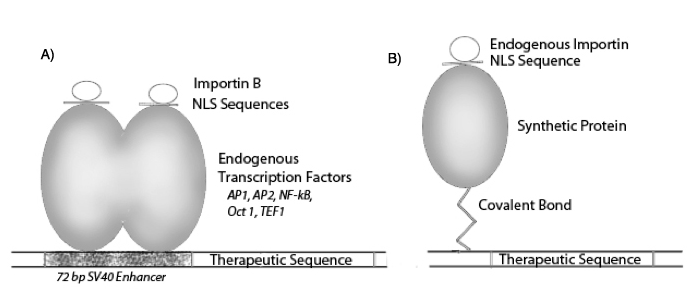 A)
Importin B
NLS Sequences
Endogenous
Transcription Factors
AP1, AP2, NF-kB,
Oct 1, TEF1
Therapeutic Sequence
72 bp SV40 Enhancer
B)
Endogenous Importin
NLS Sequence
Synthetic Protein
Covalent Bond
Therapeutic Sequence